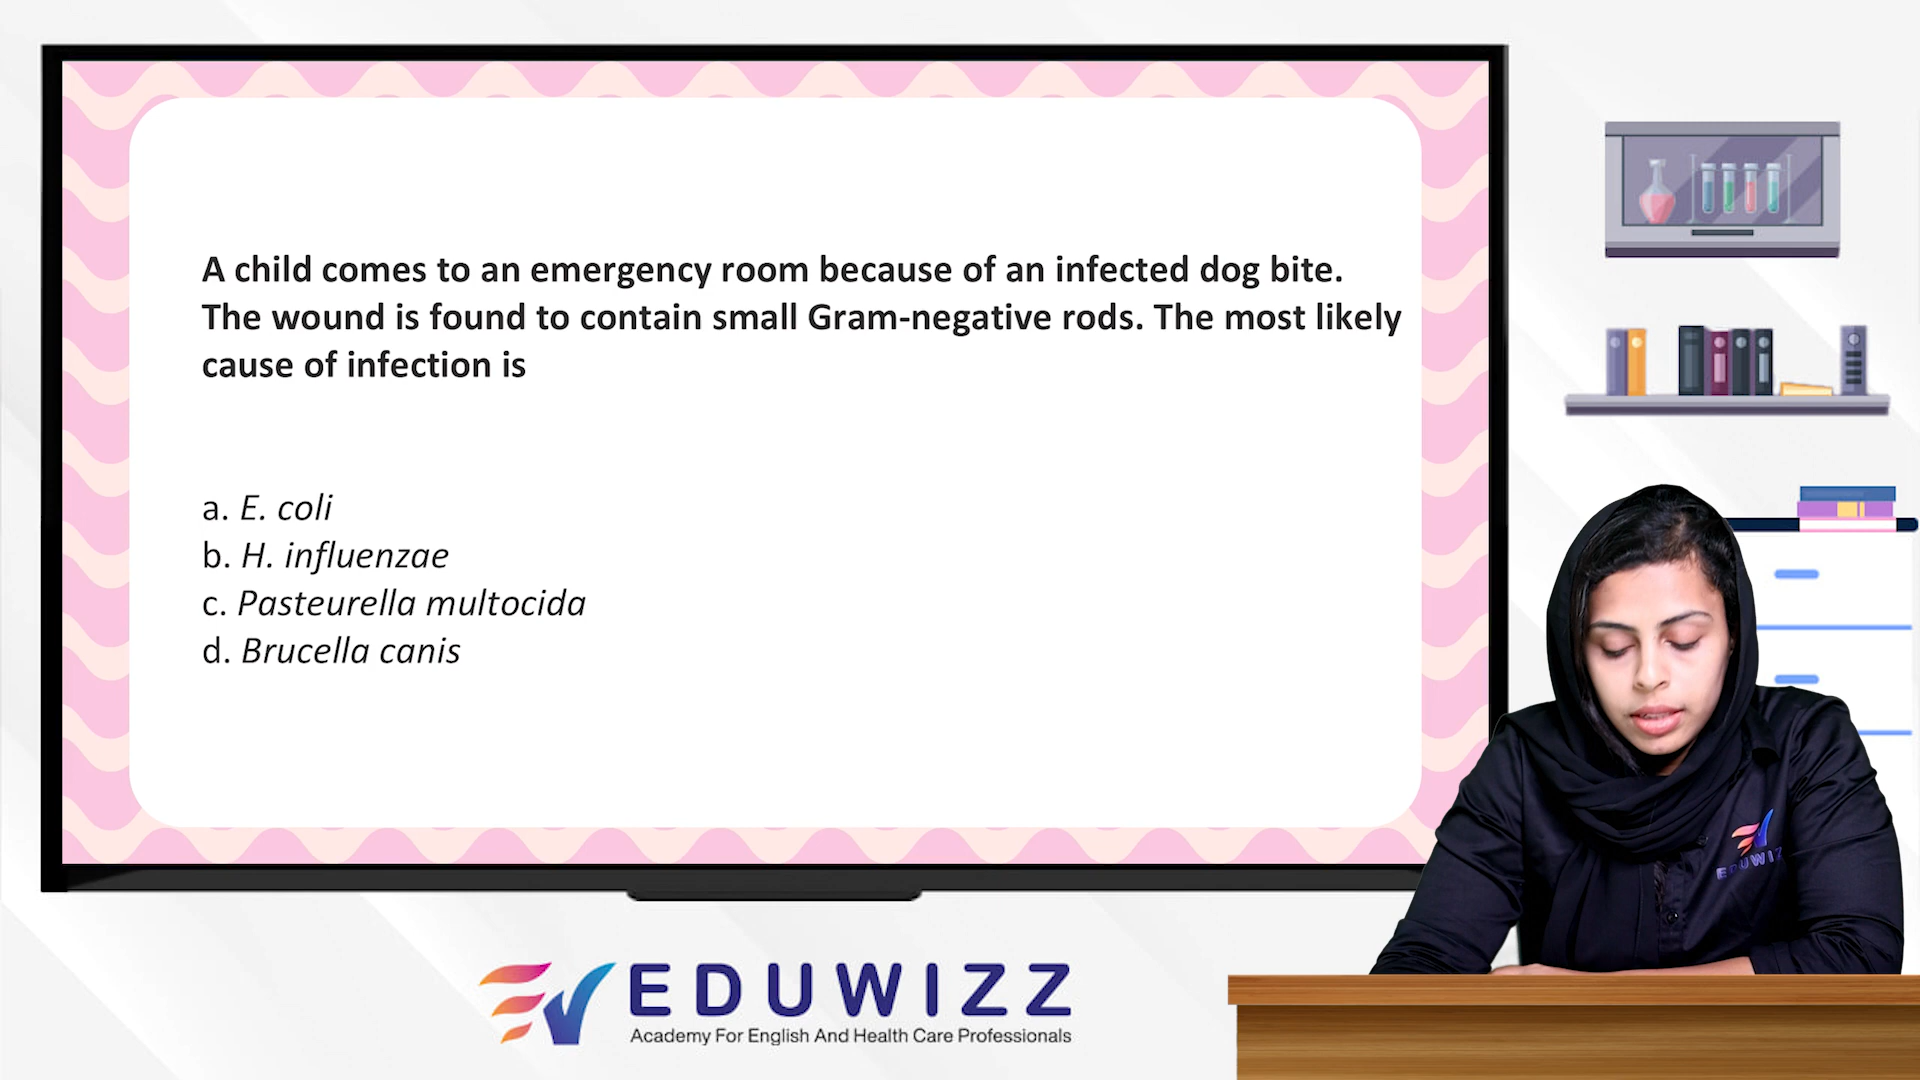 A child comes to an emergency room because of an infected dog bite.
The wound is found to contain small Gram-negative rods. The most likely
cause of infection is
a. E. coli
b. H. influenzae
c. Pasteurella multocida
d. Brucella canis
EDUWIZZ
EDUWIZZ
Academy For English And Health Care Professionals